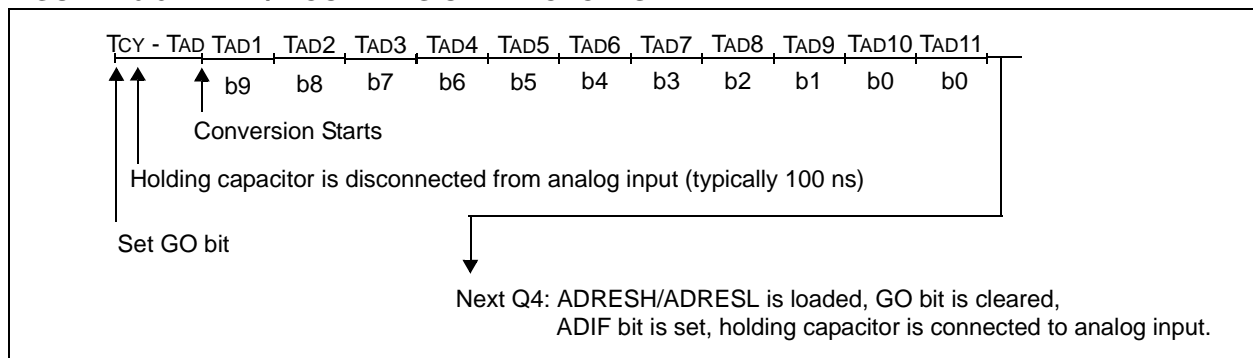 TCY - TAD TAD1 TAD2 TAD3 TAD4 TAD5 TAD6 TAD7 TAD8 TAD9 TAD10 TAD11
b9 b8 b7 b6 b5 b4 b3 b2 b1 b0 b0
Conversion Starts
Holding capacitor is disconnected from analog input (typically 100 ns)
Set GO bit
Next Q4: ADRESH/ADRESL is loaded, GO bit is cleared,
ADIF bit is set, holding capacitor is connected to analog input.